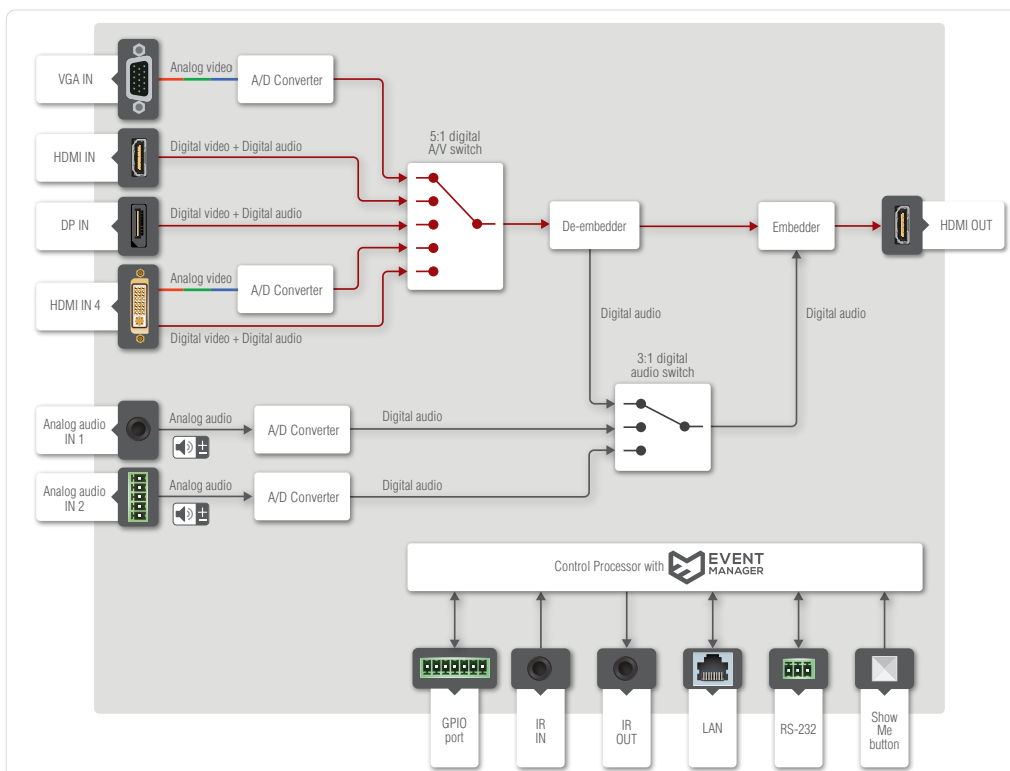 VGA IN
Analog video
A/D Converter
HDMI IN
Digital video + Digital audio
5:1 digital
A/V switch
DP IN
Digital video + Digital audio
De-embedder
Embedder
HDMI OUT
HDMI IN 4
Analog video
A/D Converter
Digital video + Digital audio
Digital audio
Digital audio
3:1 digital
audio switch
Analog audio
IN 1
Analog audio
A/D Converter
Digital audio
Analog audio
IN 2
Analog audio
A/D Converter
Digital audio
Control Processor with EVENT
MANAGER
GPIO
port
IR
IN
IR
OUT
LAN
RS-232
Show
Me
button